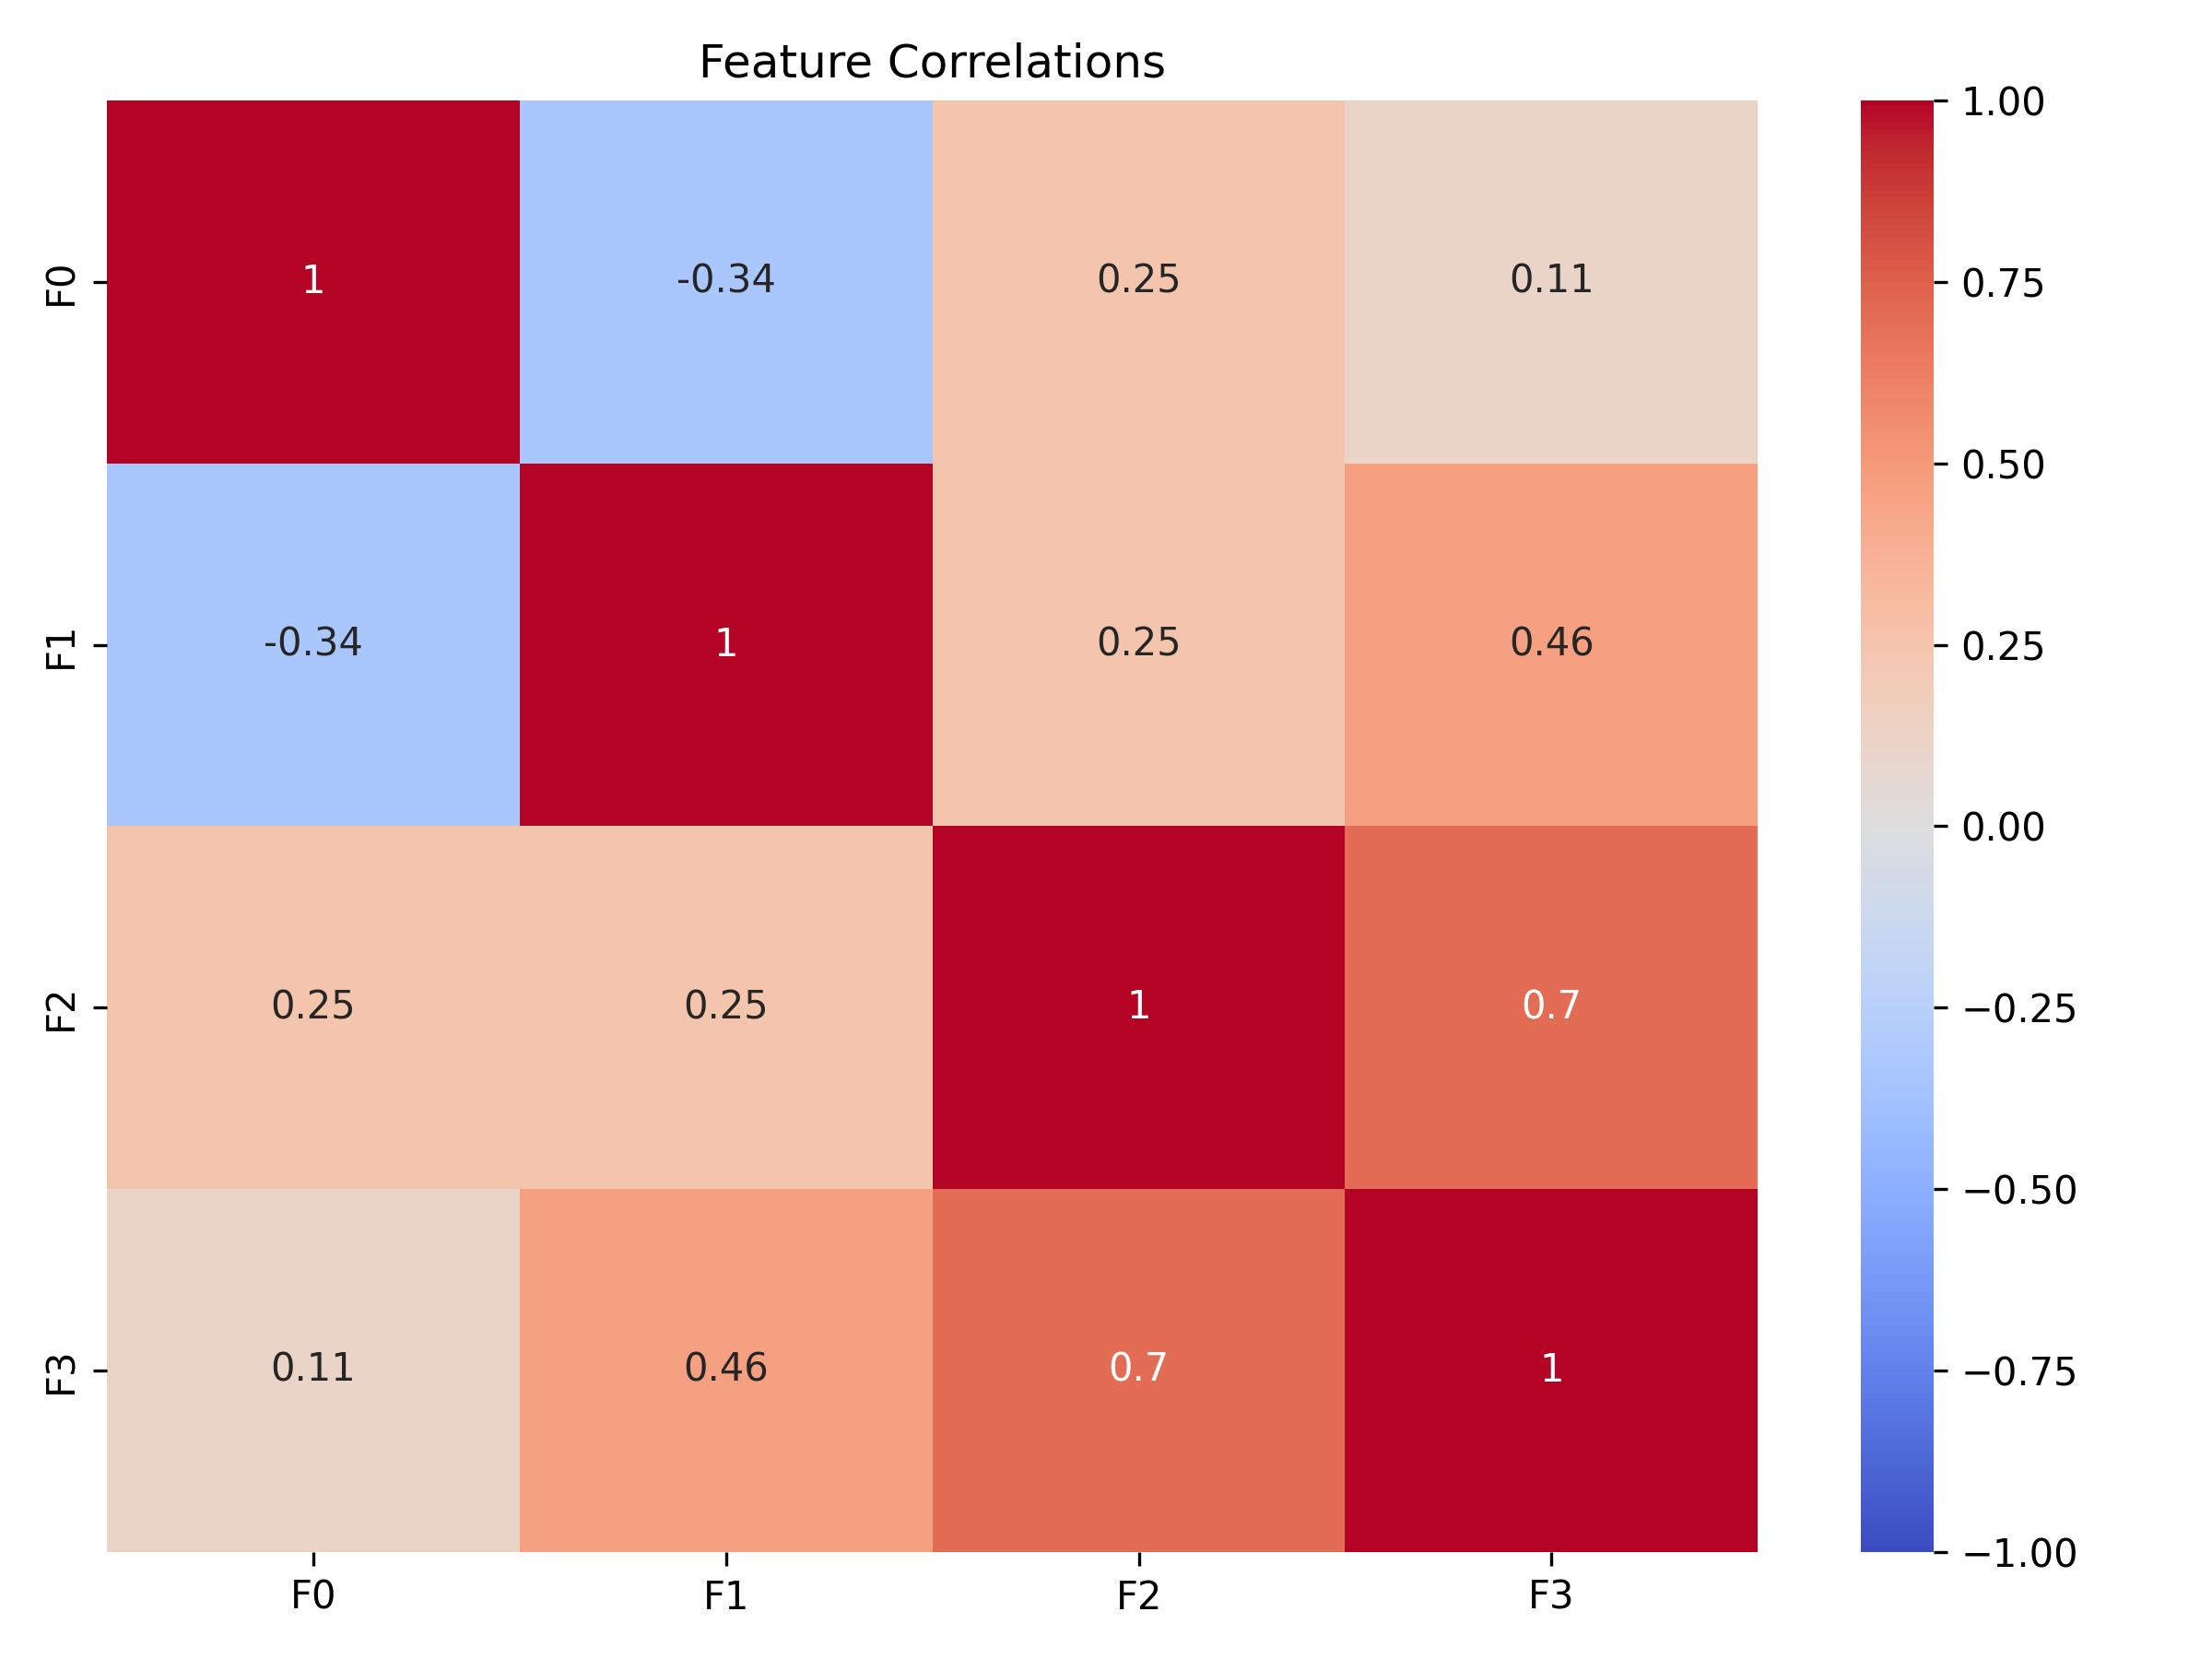 Feature Correlations
F0 1 -0.34 0.25 0.11
F1 -0.34 1 0.25 0.46
F2 0.25 0.25 1 0.7
F3 0.11 0.46 0.7 1
F0 F1 F2 F3
1.00
0.75
0.50
0.25
0.00
−0.25
−0.50
−0.75
−1.00